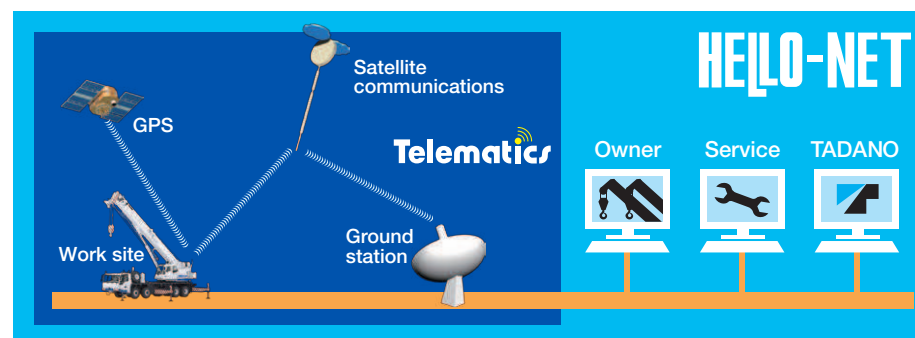 HELLO-NET
Satellite
communications
GPS
Telematics
Owner
Service
TADANO
Work site
Ground
station